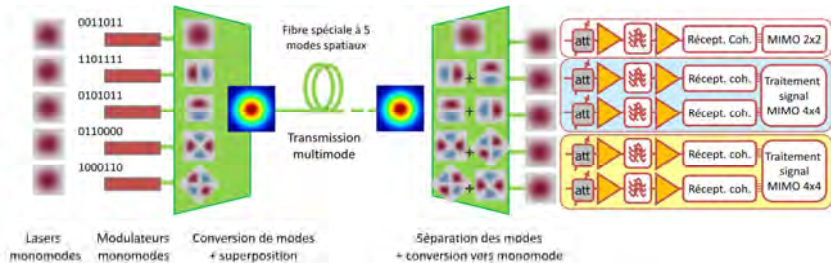 0011011
1101111
0101011
0110000
1000110
Lasers monomodes
Modulateurs monomodes
Conversion de modes + superposition
Fibre spéciale à 5 modes spatiaux
Transmission multimode
+
+
+
+
Séparation des modes + conversion vers monomode
att
Récept. Coh.
MIMO 2x2
att
Récept. coh.
att
Récept. coh.
Traitement signal MIMO 4x4
att
Récept. coh.
att
Récept. coh.
Traitement signal MIMO 4x4